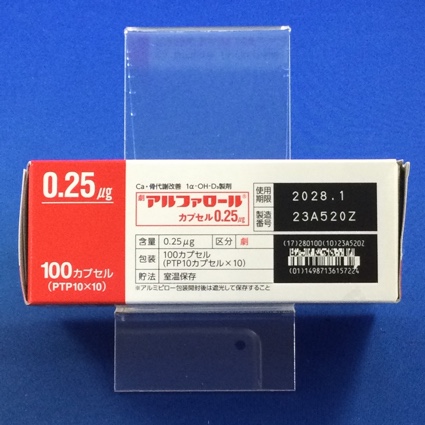 0.25μg
100カプセル
(PTP10×10)
Ca・骨代謝改善 1α-OH-D₃製剤
劇 アルファロール®
カプセル0.25μg
使用期限 2028.1
製造番号 23A520Z
含量 0.25μg 区分 劇
包装 100カプセル
(PTP10カプセル×10)
貯法 室温保存
※アルミピロー包装開封後は遮光して保存すること
(17)280100(10)23A520Z
(01)14987136157224